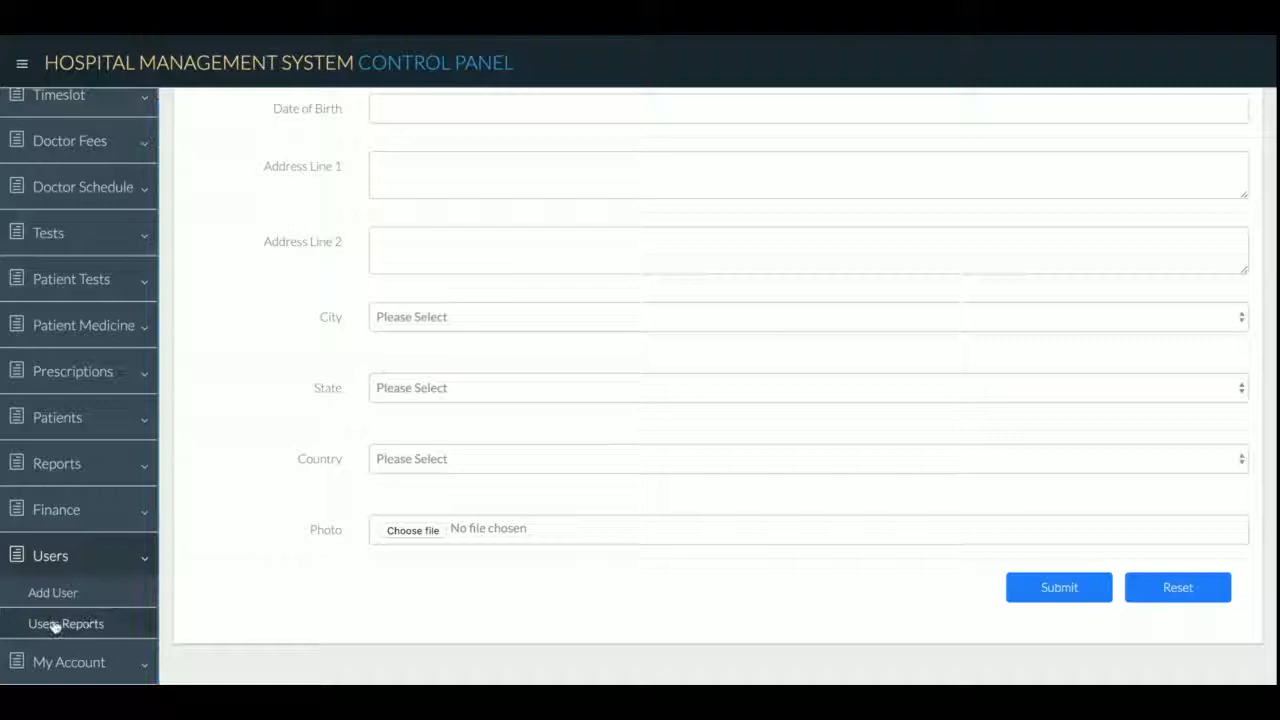 HOSPITAL MANAGEMENT SYSTEM CONTROL PANEL
Timeslot
Doctor Fees
Doctor Schedule
Tests
Patient Tests
Patient Medicine
Prescriptions
Patients
Reports
Finance
Users
Add User
Users Reports
My Account
Date of Birth
Address Line 1
Address Line 2
City Please Select
State Please Select
Country Please Select
Photo Choose file No file chosen
Submit Reset